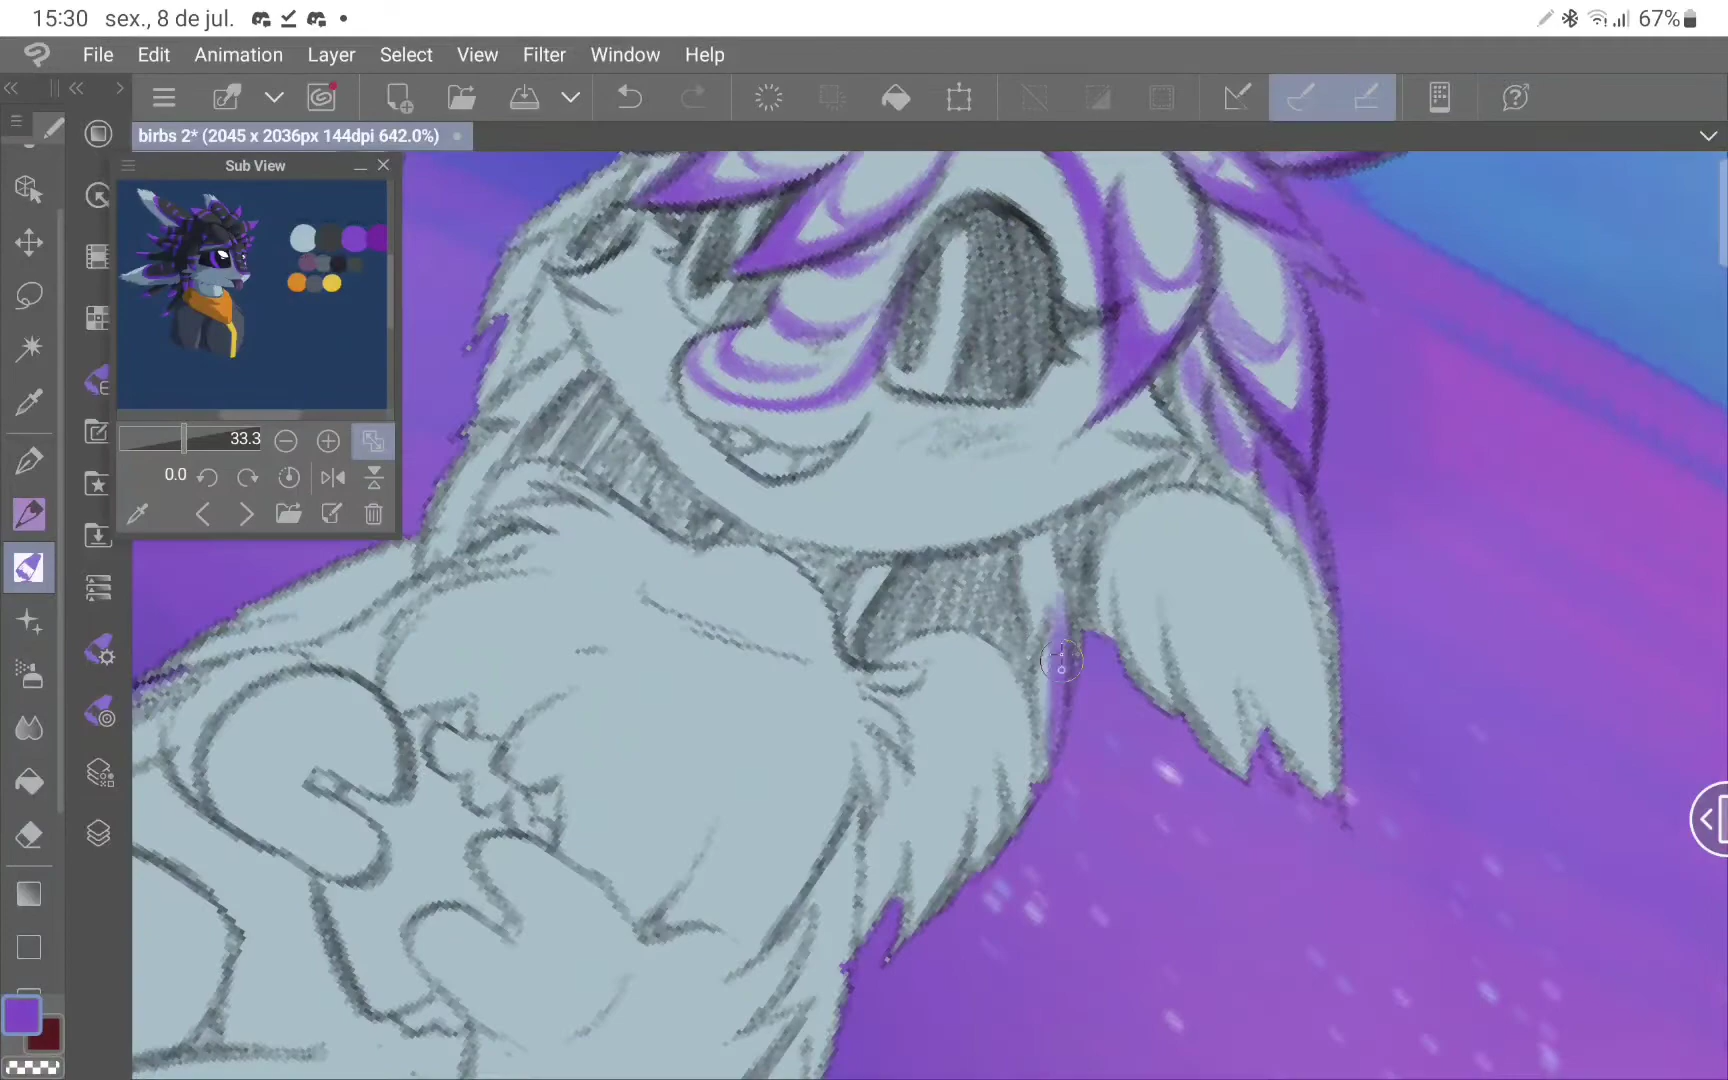 15:30 sex., 8 de jul. 67%
File Edit Animation Layer Select View Filter Window Help
birbs 2* (2045 x 2036px 144dpi 642.0%)
Sub View
33.3
0.0